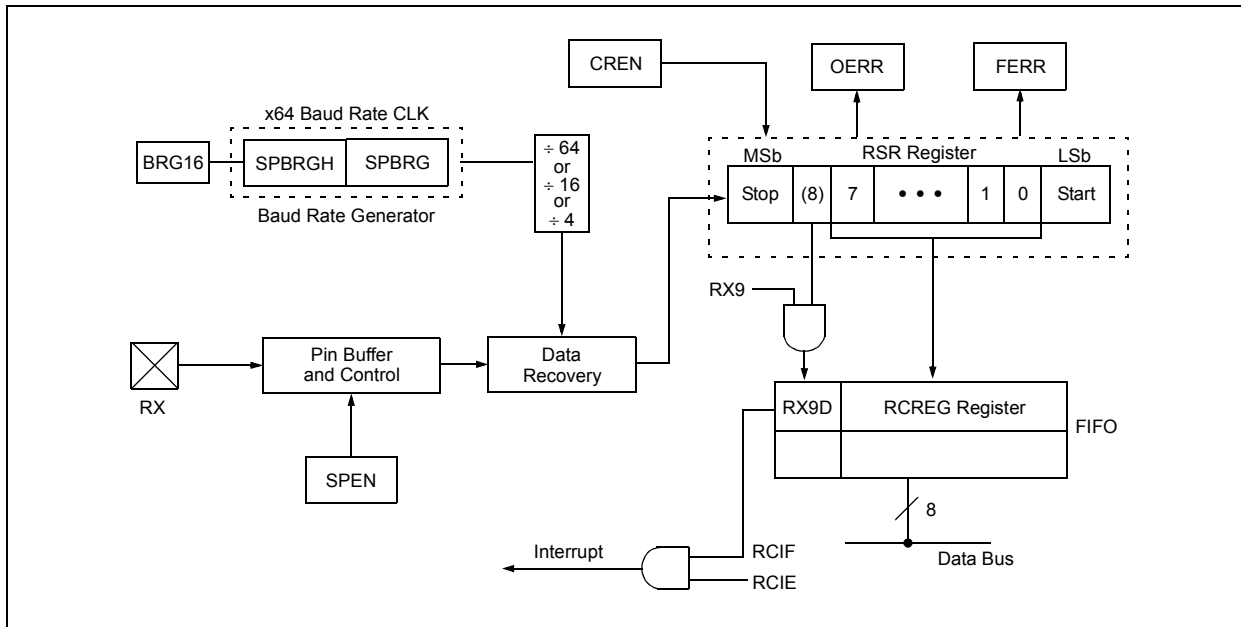 CREN
OERR
FERR
x64 Baud Rate CLK
BRG16
SPBRGH
SPBRG
Baud Rate Generator
÷ 64
or
÷ 16
or
÷ 4
MSb
RSR Register
LSb
Stop
(8)
7
• • •
1
0
Start
RX9
RX
Pin Buffer
and Control
Data
Recovery
SPEN
RX9D
RCREG Register
FIFO
8
Data Bus
Interrupt
RCIF
RCIE